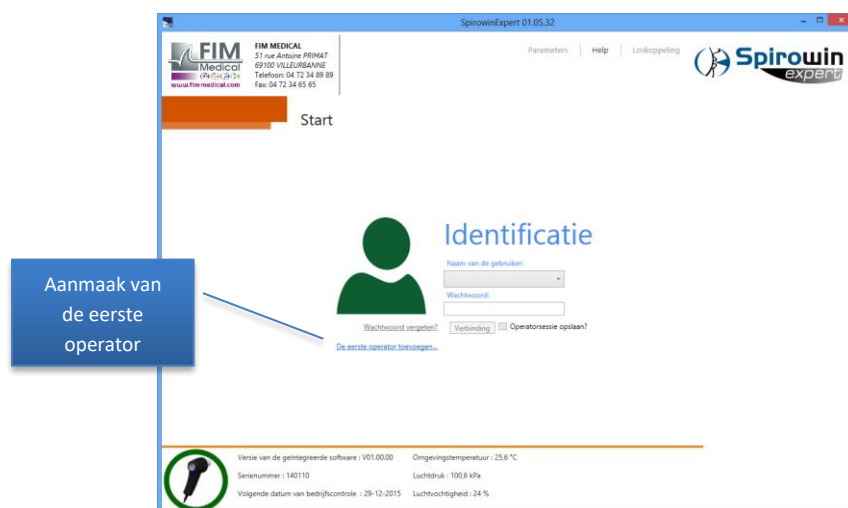 SpirowinExpert 01.05.32
FIM
Medical
www.fim-medical.com
FIM MEDICAL
51 rue Antoine PRIMAT
69100 VILLEURBANNE
Telefoon: 04 72 34 89 89
Fax: 04 72 34 65 65
Parameters | Help | Loskoppeling
Spirowin
expert
Start
Identificatie
Naam van de gebruiker:
Wachtwoord:
Wachtwoord vergeten?
Verbinding
Operatorsessie opslaan?
De eerste operator toevoegen...
Aanmaak van
de eerste
operator
Versie van de geïntegreerde software : V01.00.00
Omgevingstemperatuur : 25,6 °C
Serienummer : 140110
Luchtdruk : 100,6 kPa
Volgende datum van bedrijfscontrole : 29-12-2015
Luchtvochtigheid : 24 %